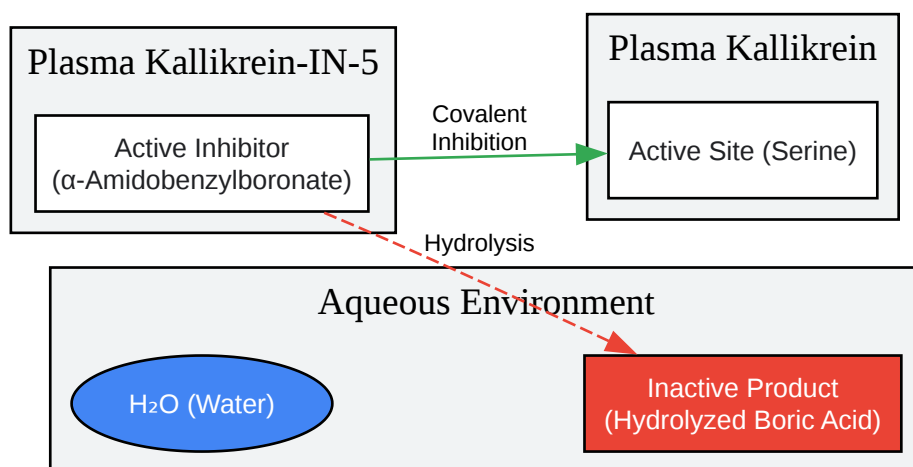 Plasma Kallikrein-IN-5
Plasma Kallikrein
Active Inhibitor
(α-Amidobenzylboronate)
Covalent
Inhibition
Active Site (Serine)
Hydrolysis
Aqueous Environment
H₂O (Water)
Inactive Product
(Hydrolyzed Boric Acid)